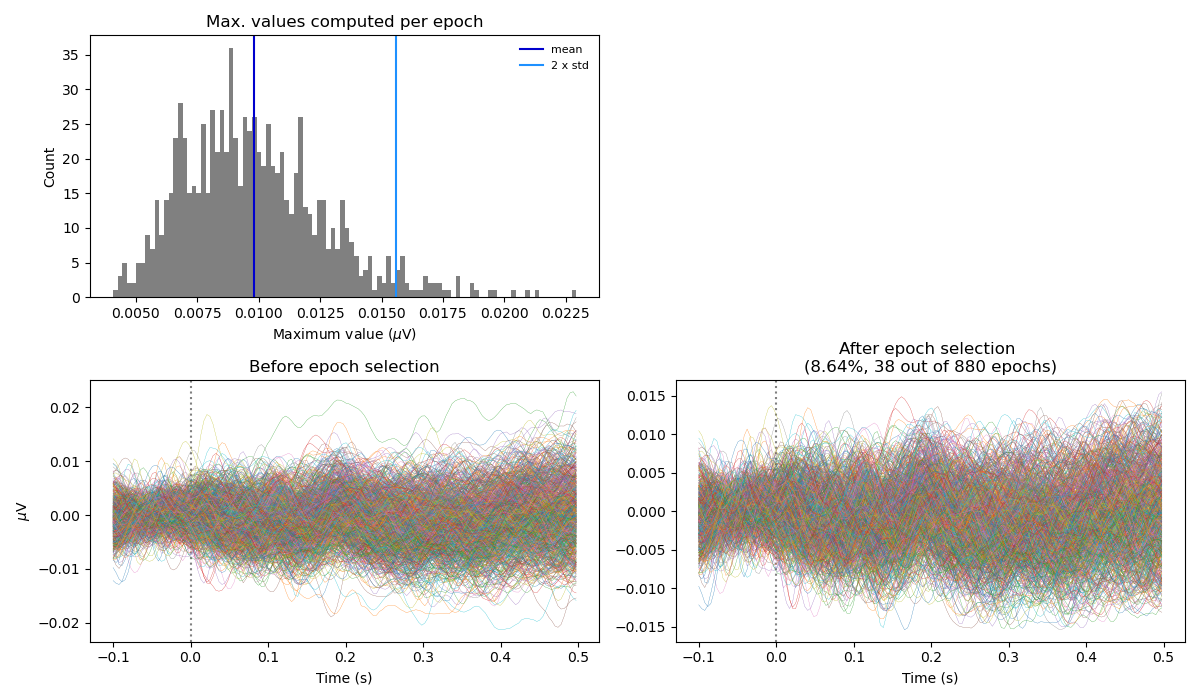 Max. values computed per epoch
35
30
25
20
15
10
5
0
Count
mean
2 x std
0.0050 0.0075 0.0100 0.0125 0.0150 0.0175 0.0200 0.0225
Maximum value (μV)
Before epoch selection
0.02
0.01
0.00
−0.01
−0.02
μV
−0.1 0.0 0.1 0.2 0.3 0.4 0.5
Time (s)
After epoch selection
(8.64%, 38 out of 880 epochs)
0.015
0.010
0.005
0.000
−0.005
−0.010
−0.015
−0.1 0.0 0.1 0.2 0.3 0.4 0.5
Time (s)